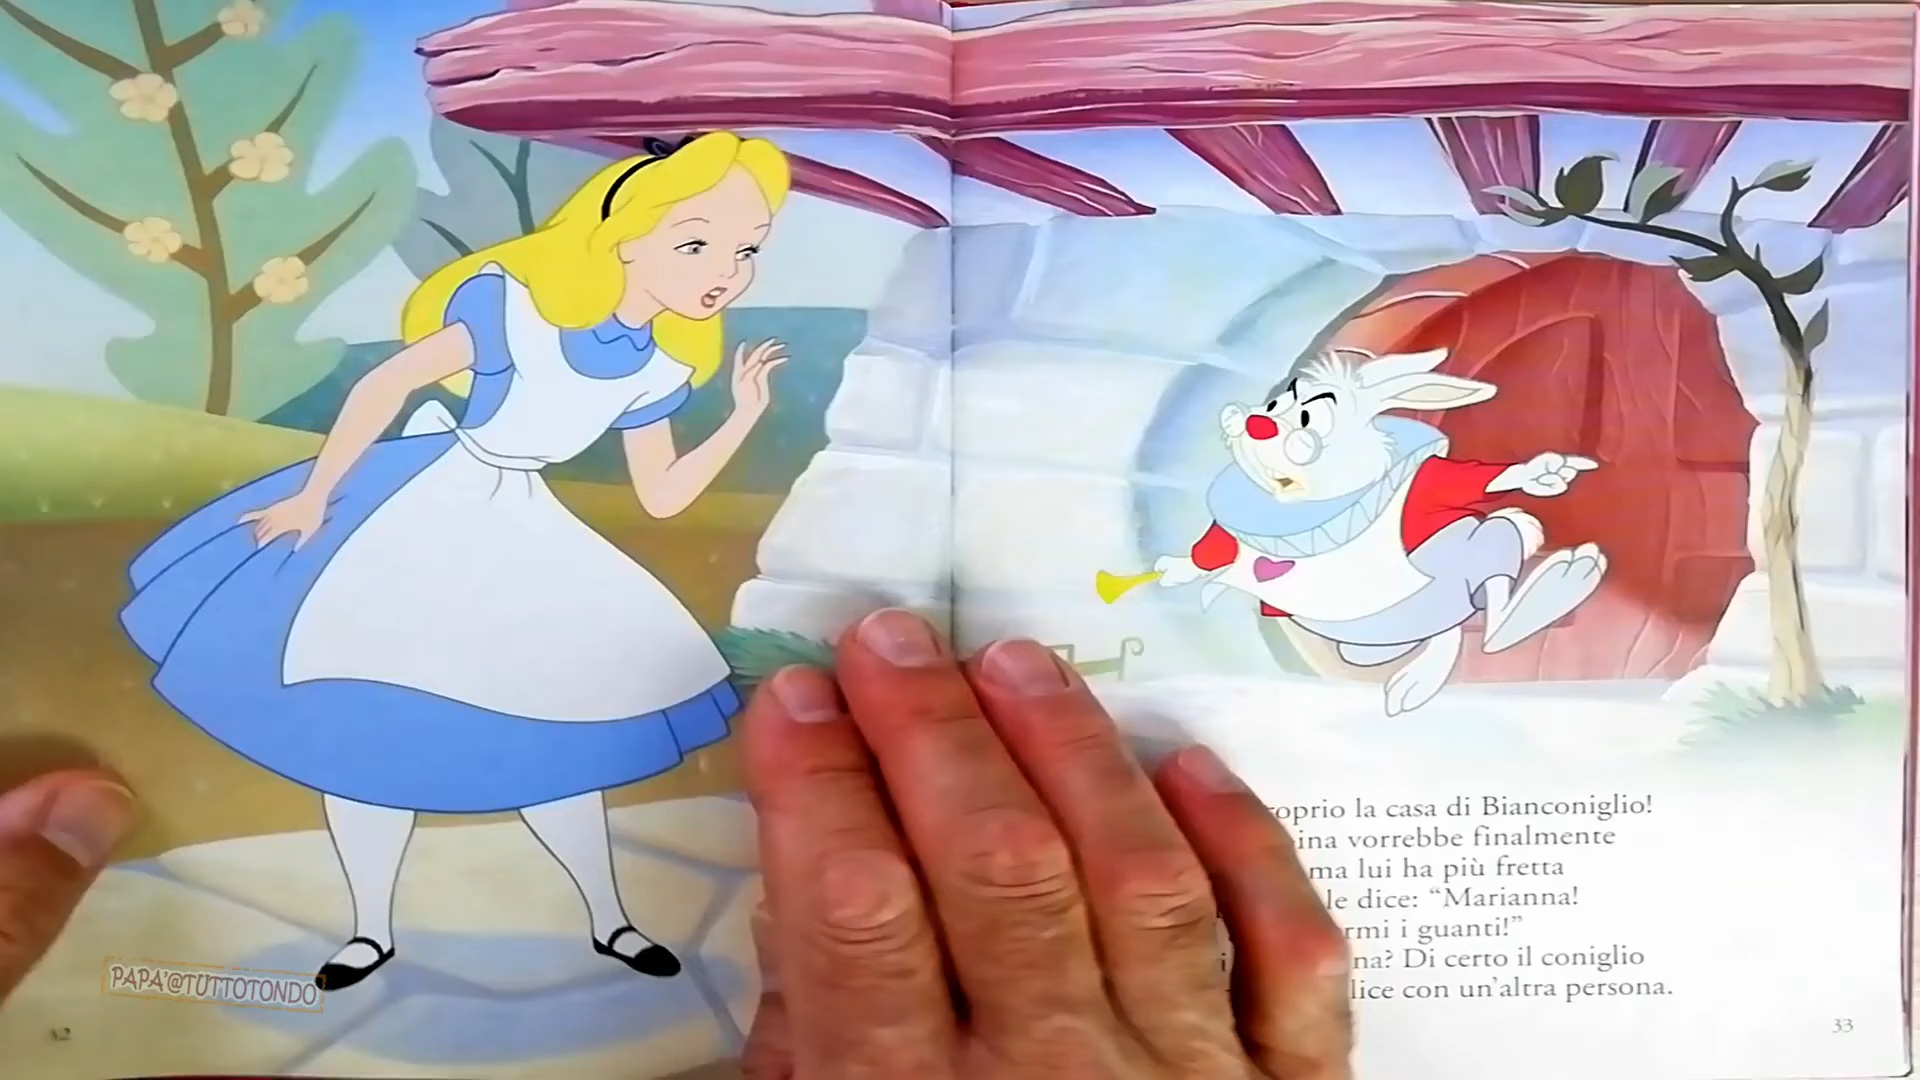 PAPA'@TUTTOTONDO
roprio la casa di Bianconiglio!
ina vorrebbe finalmente
ma lui ha più fretta
le dice: “Marianna!
rmi i guanti!”
na? Di certo il coniglio
lice con un'altra persona.
33